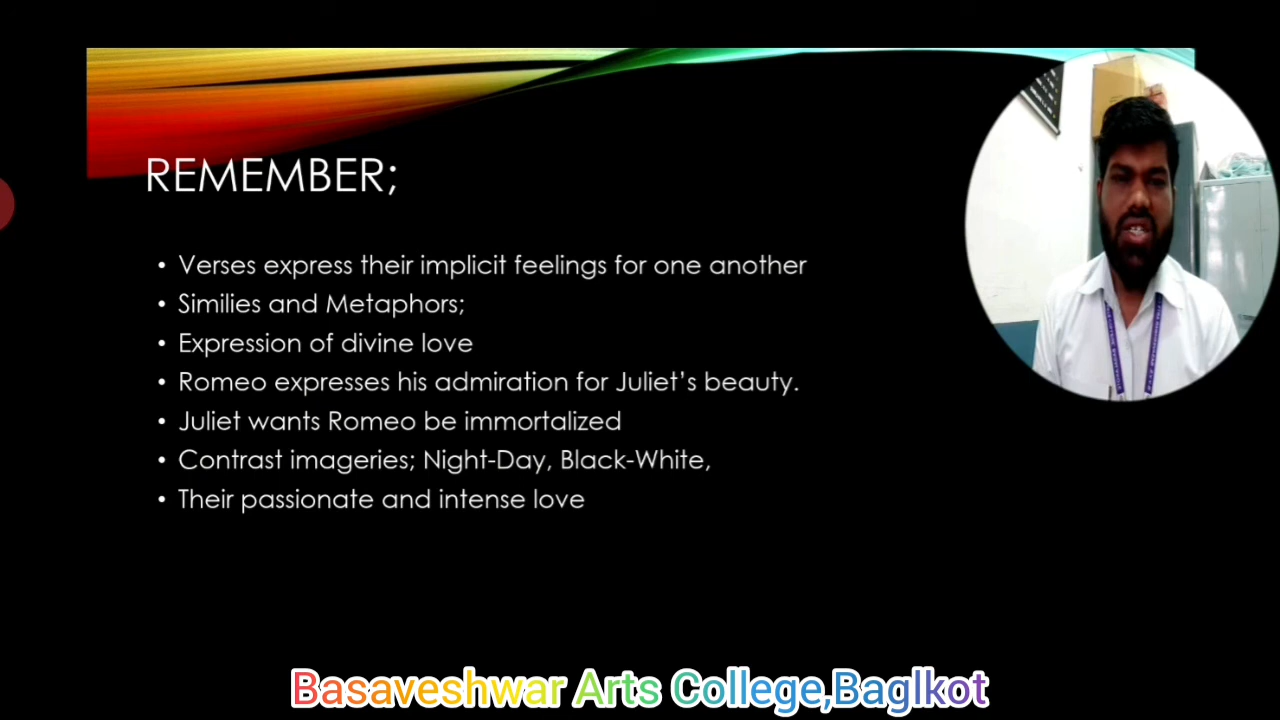 REMEMBER;
• Verses express their implicit feelings for one another
• Similies and Metaphors;
• Expression of divine love
• Romeo expresses his admiration for Juliet’s beauty.
• Juliet wants Romeo be immortalized
• Contrast imageries; Night-Day, Black-White,
• Their passionate and intense love
Basaveshwar Arts College,Baglkot